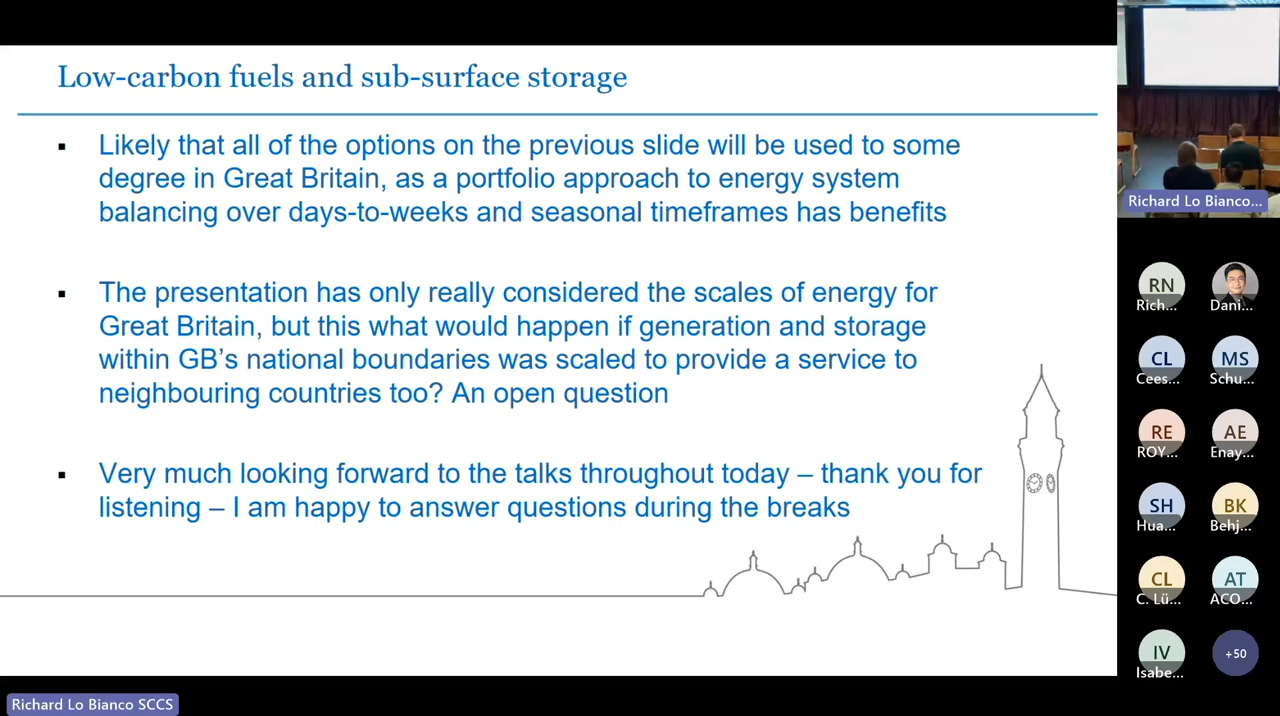 Low-carbon fuels and sub-surface storage
▪ Likely that all of the options on the previous slide will be used to some
degree in Great Britain, as a portfolio approach to energy system
balancing over days-to-weeks and seasonal timeframes has benefits
▪ The presentation has only really considered the scales of energy for
Great Britain, but this what would happen if generation and storage
within GB’s national boundaries was scaled to provide a service to
neighbouring countries too? An open question
▪ Very much looking forward to the talks throughout today – thank you for
listening – I am happy to answer questions during the breaks
Richard Lo Bianco SCCS
Richard Lo Bianco...
RN
Rich...
Dani...
CL
Cees...
MS
Schu...
RE
ROY...
AE
Enay...
SH
Hua...
BK
Behj...
CL
C. Lü...
AT
ACO...
IV
Isabe...
+50